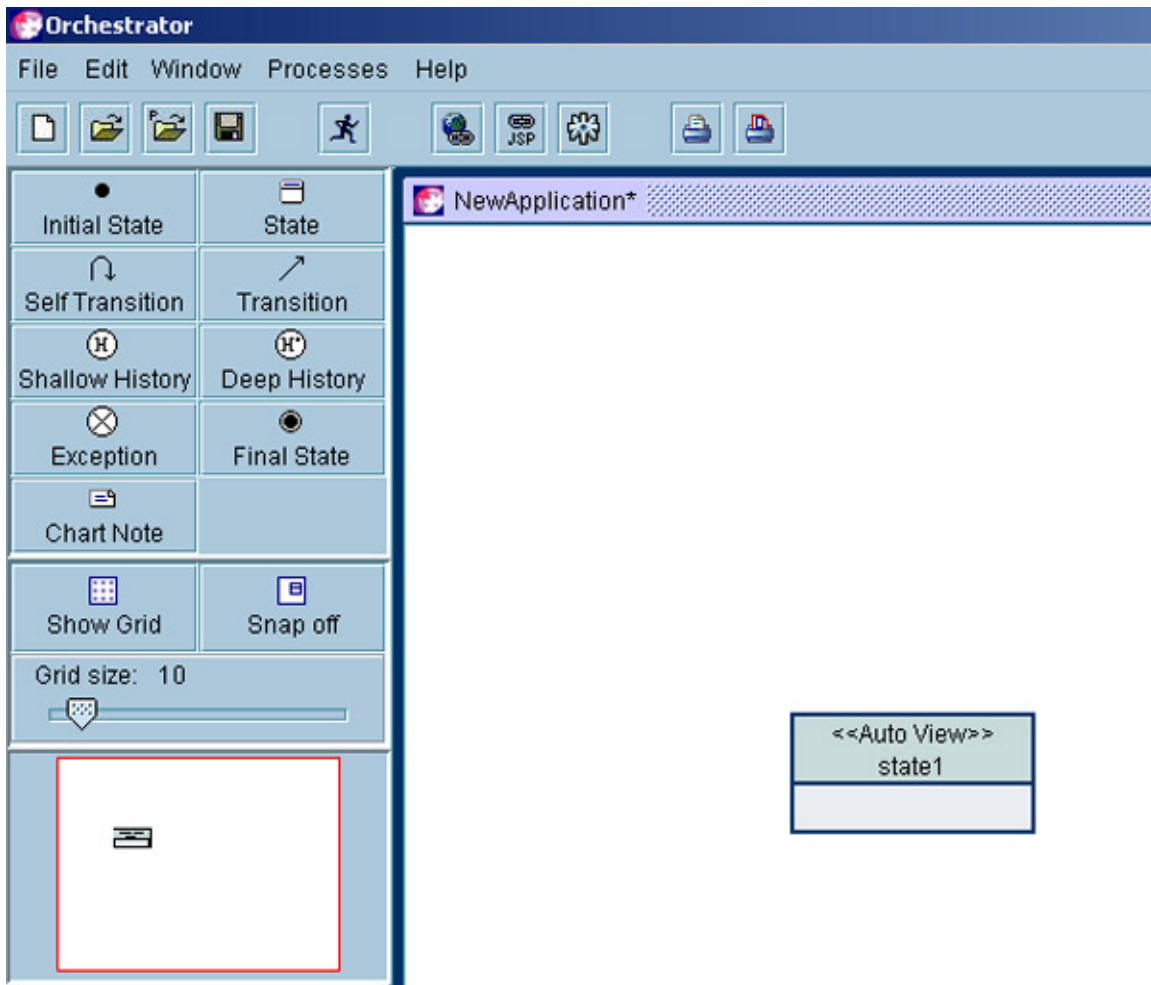 Orchestrator
File Edit Window Processes Help
P JSP
NewApplication*
Initial State State
Self Transition Transition
H H*
Shallow History Deep History
Exception Final State
Chart Note
Show Grid Snap off
Grid size: 10
<<Auto View>>
state1